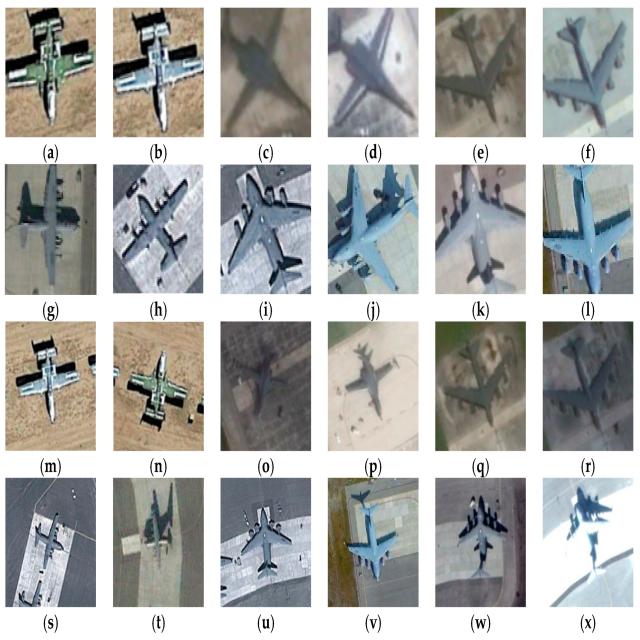 (a) (b) (c) (d) (e) (f)
(g) (h) (i) (j) (k) (l)
(m) (n) (o) (p) (q) (r)
(s) (t) (u) (v) (w) (x)